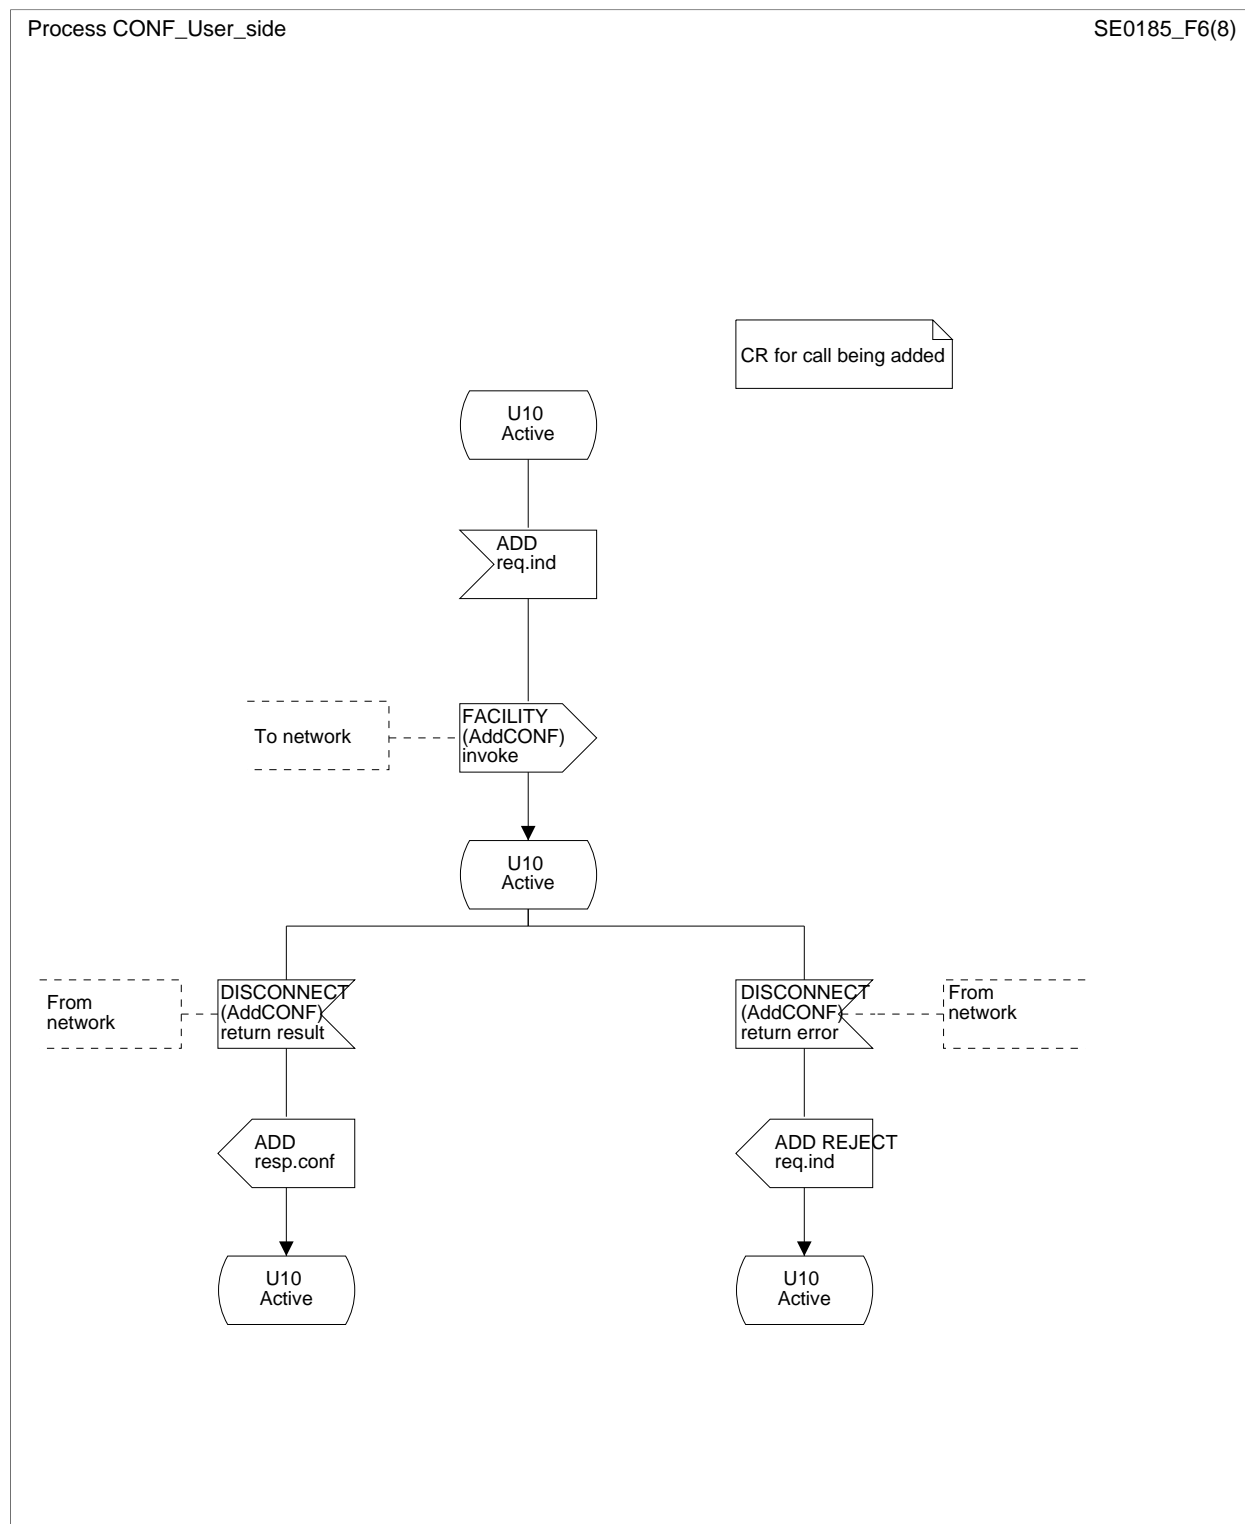 Process CONF_User_side
SE0185_F6(8)
CR for call being added
U10
Active
ADD
req.ind
To network
FACILITY
(AddCONF)
invoke
U10
Active
From
network
DISCONNECT
(AddCONF)
return result
DISCONNECT
(AddCONF)
return error
From
network
ADD
resp.conf
ADD REJECT
req.ind
U10
Active
U10
Active